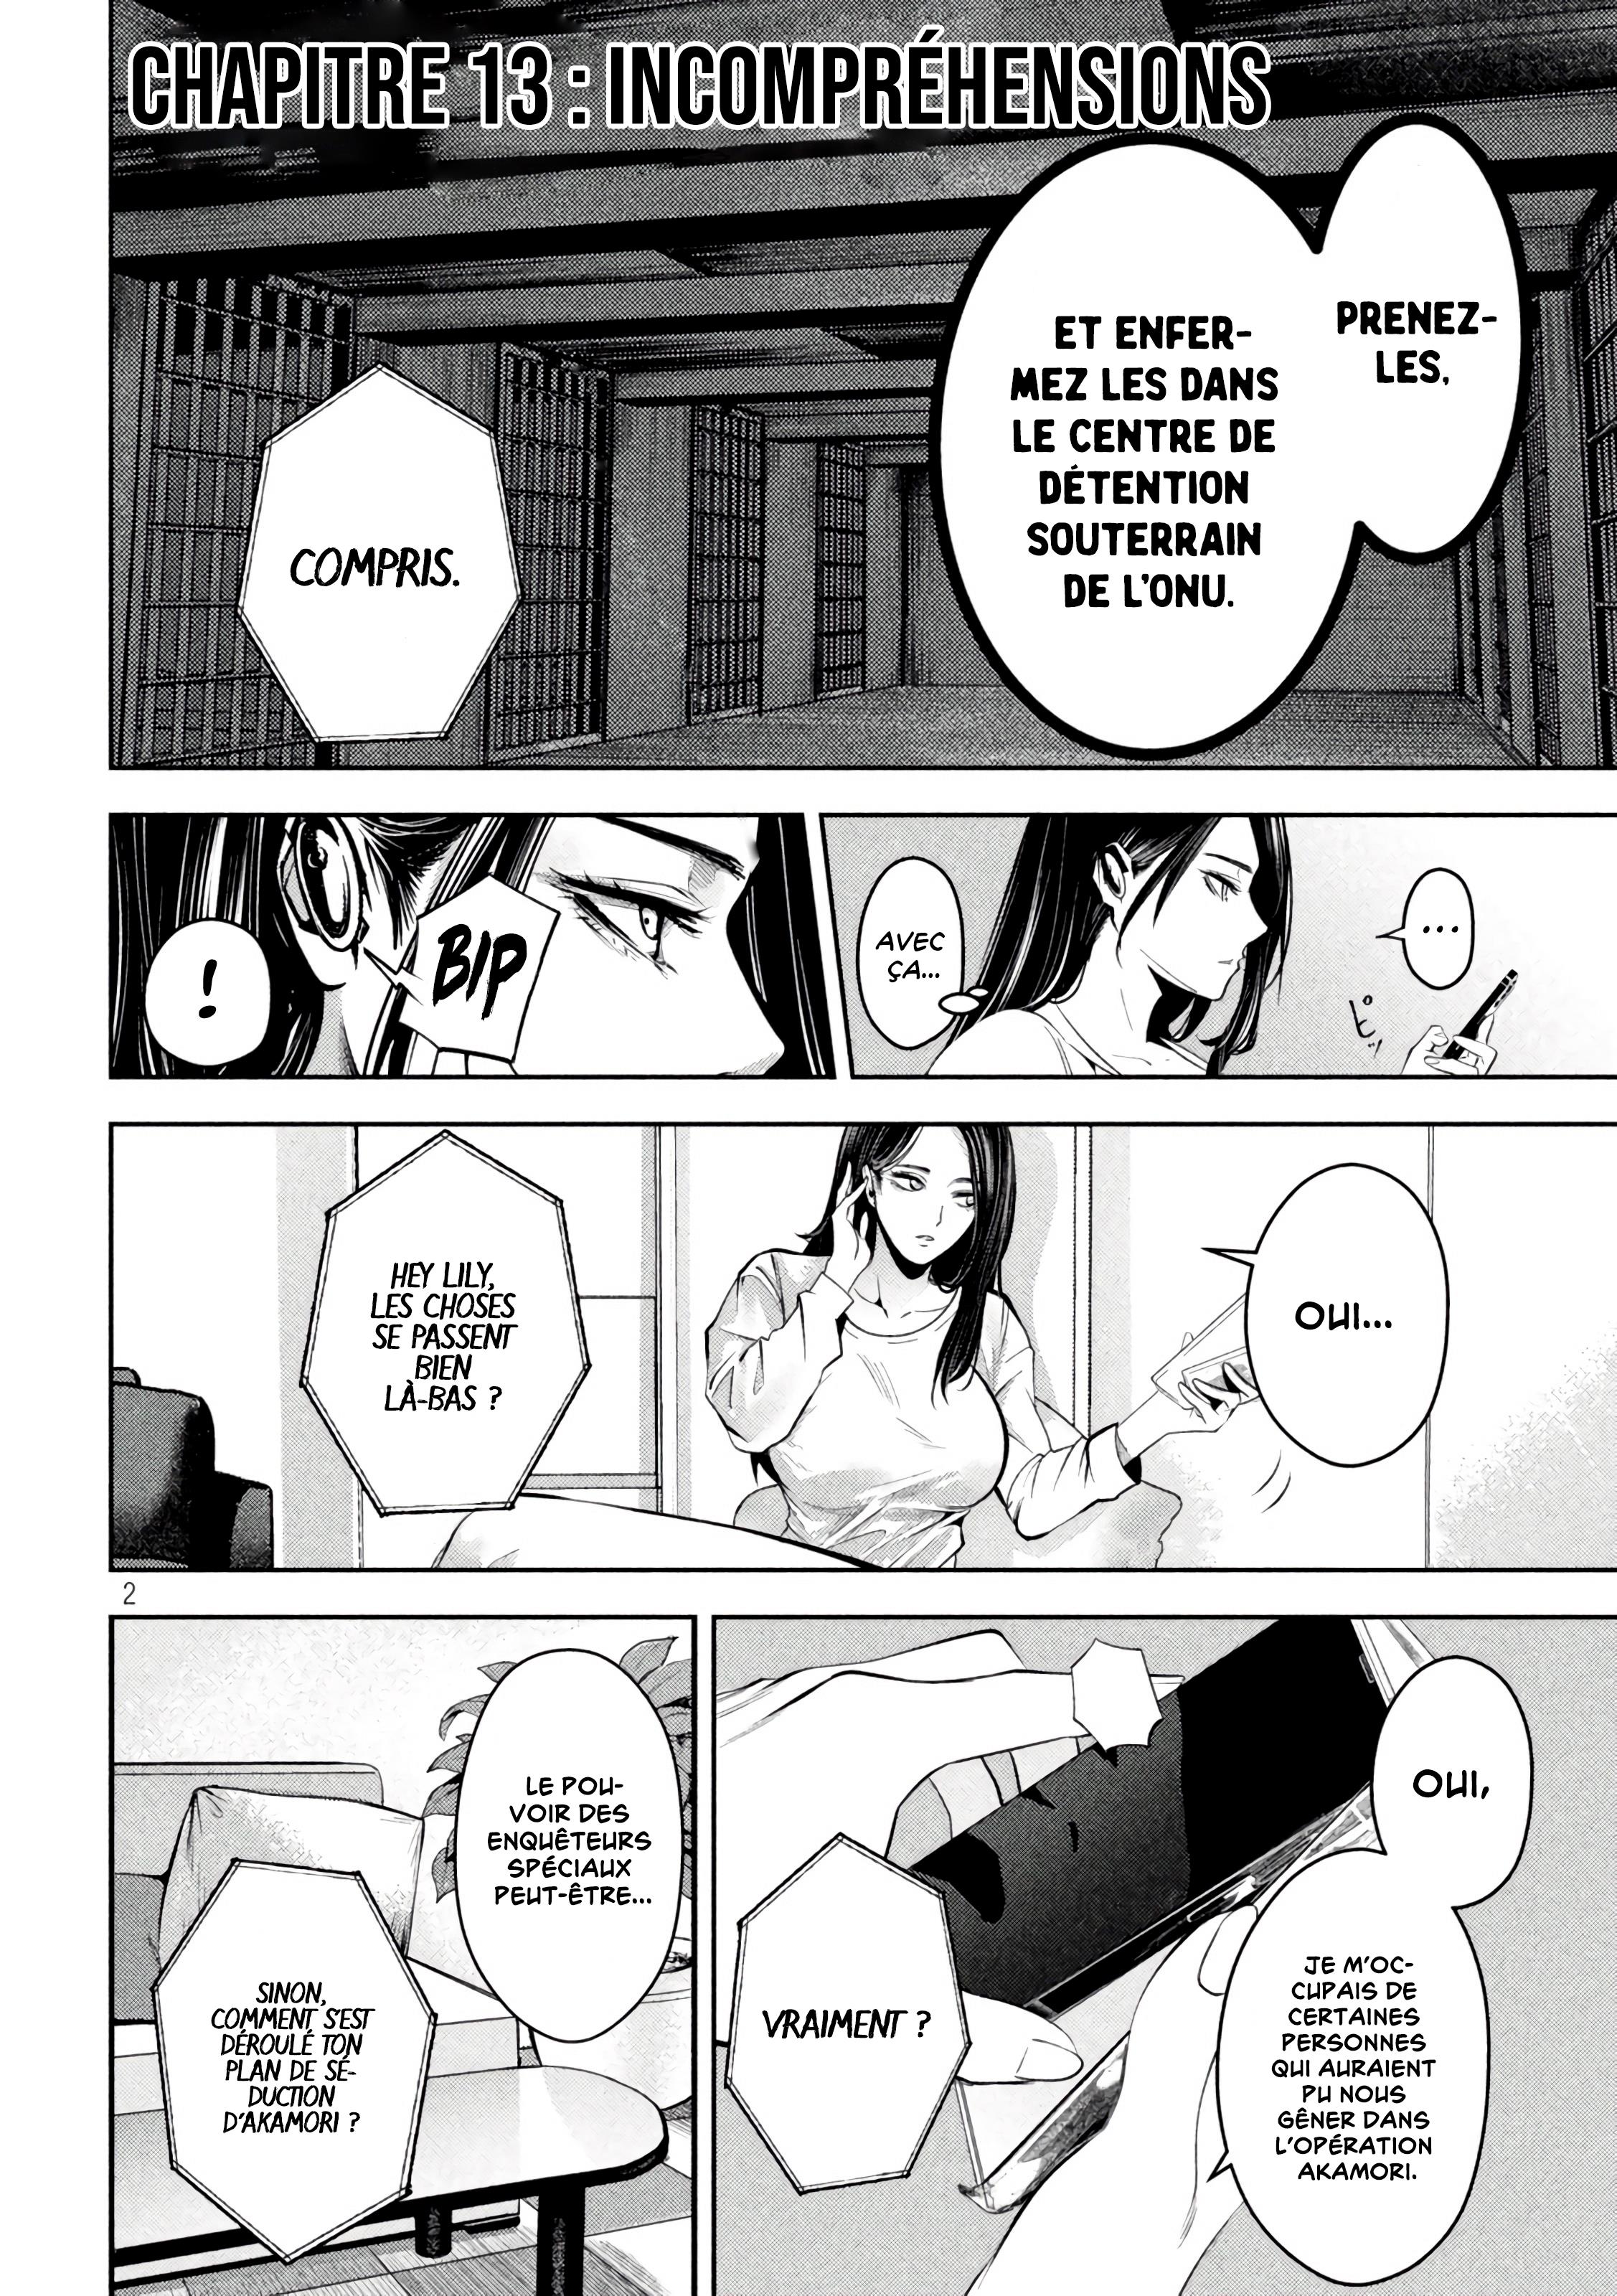 CHAPITRE 13 : INCOMPRÉHENSIONS
PRENEZ-
LES,
ET ENFER-
MEZ LES DANS
LE CENTRE DE
DÉTENTION
SOUTERRAIN
DE L'ONU.
COMPRIS.
...
ピッ
AVEC
ÇA...
BIP
!
OUI...
HEY LILY,
LES CHOSES
SE PASSENT
BIEN
LÀ-BAS ?
2
OUI,
JE M'OC-
CUPAIS DE
CERTAINES
PERSONNES
QUI AURAIENT
PU NOUS
GÊNER DANS
L'OPÉRATION
AKAMORI.
VRAIMENT ?
LE POU-
VOIR DES
ENQUÊTEURS
SPÉCIAUX
PEUT-ÊTRE...
SINON,
COMMENT S'EST
DÉROULÉ TON
PLAN DE SÉ-
DUCTION
D'AKAMORI ?